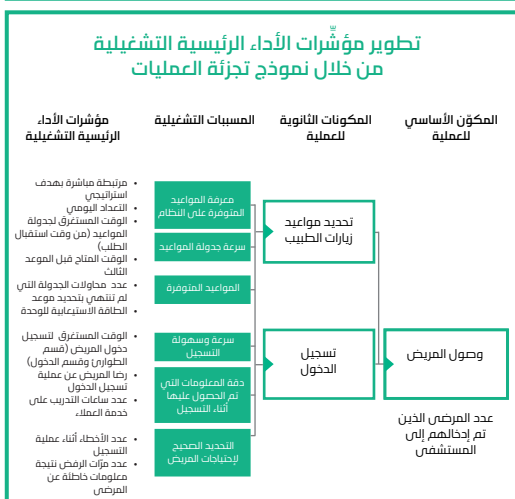 تطوير مؤشّرات الأداء الرئيسية التشغيلية
من خلال نموذج تجزئة العمليات
المكوّن الأساسي
للعملية
المكونات الثانوية
للعملية
المسببات التشغيلية
مؤشرات الأداء
الرئيسية التشغيلية
وصول المريض
عدد المرضى الذين
تم إدخالهم إلى
المستشفى
تحديد مواعيد
زيارات الطبيب
تسجيل
الدخول
معرفة المواعيد
المتوفرة على النظام
سرعة جدولة المواعيد
المواعيد المتوفرة
سرعة وسهولة
التسجيل
دقة المعلومات التي
تم الحصول عليها
أثناء التسجيل
التحديد الصحيح
لإحتياجات المريض
• مرتبطة مباشرة بهدف
استراتيجي
• التعداد اليومي
• الوقت المستغرق لجدولة
المواعيد (من وقت استقبال
الطلب)
• الوقت المتاح قبل الموعد
الثالث
• عدد محاولات الجدولة التي
لم تنتهي بتحديد موعد
• الطاقة الاستيعابية للوحدة
• الوقت المستغرق لتسجيل
دخول المريض (قسم
الطوارئ وقسم الدخول)
• رضا المريض عن عملية
تسجيل الدخول
• عدد ساعات التدريب على
خدمة العملاء
• عدد الأخطاء أثناء عملية
التسجيل
• عدد مرّات الرفض نتيجة
معلومات خاطئة عن
المرضى